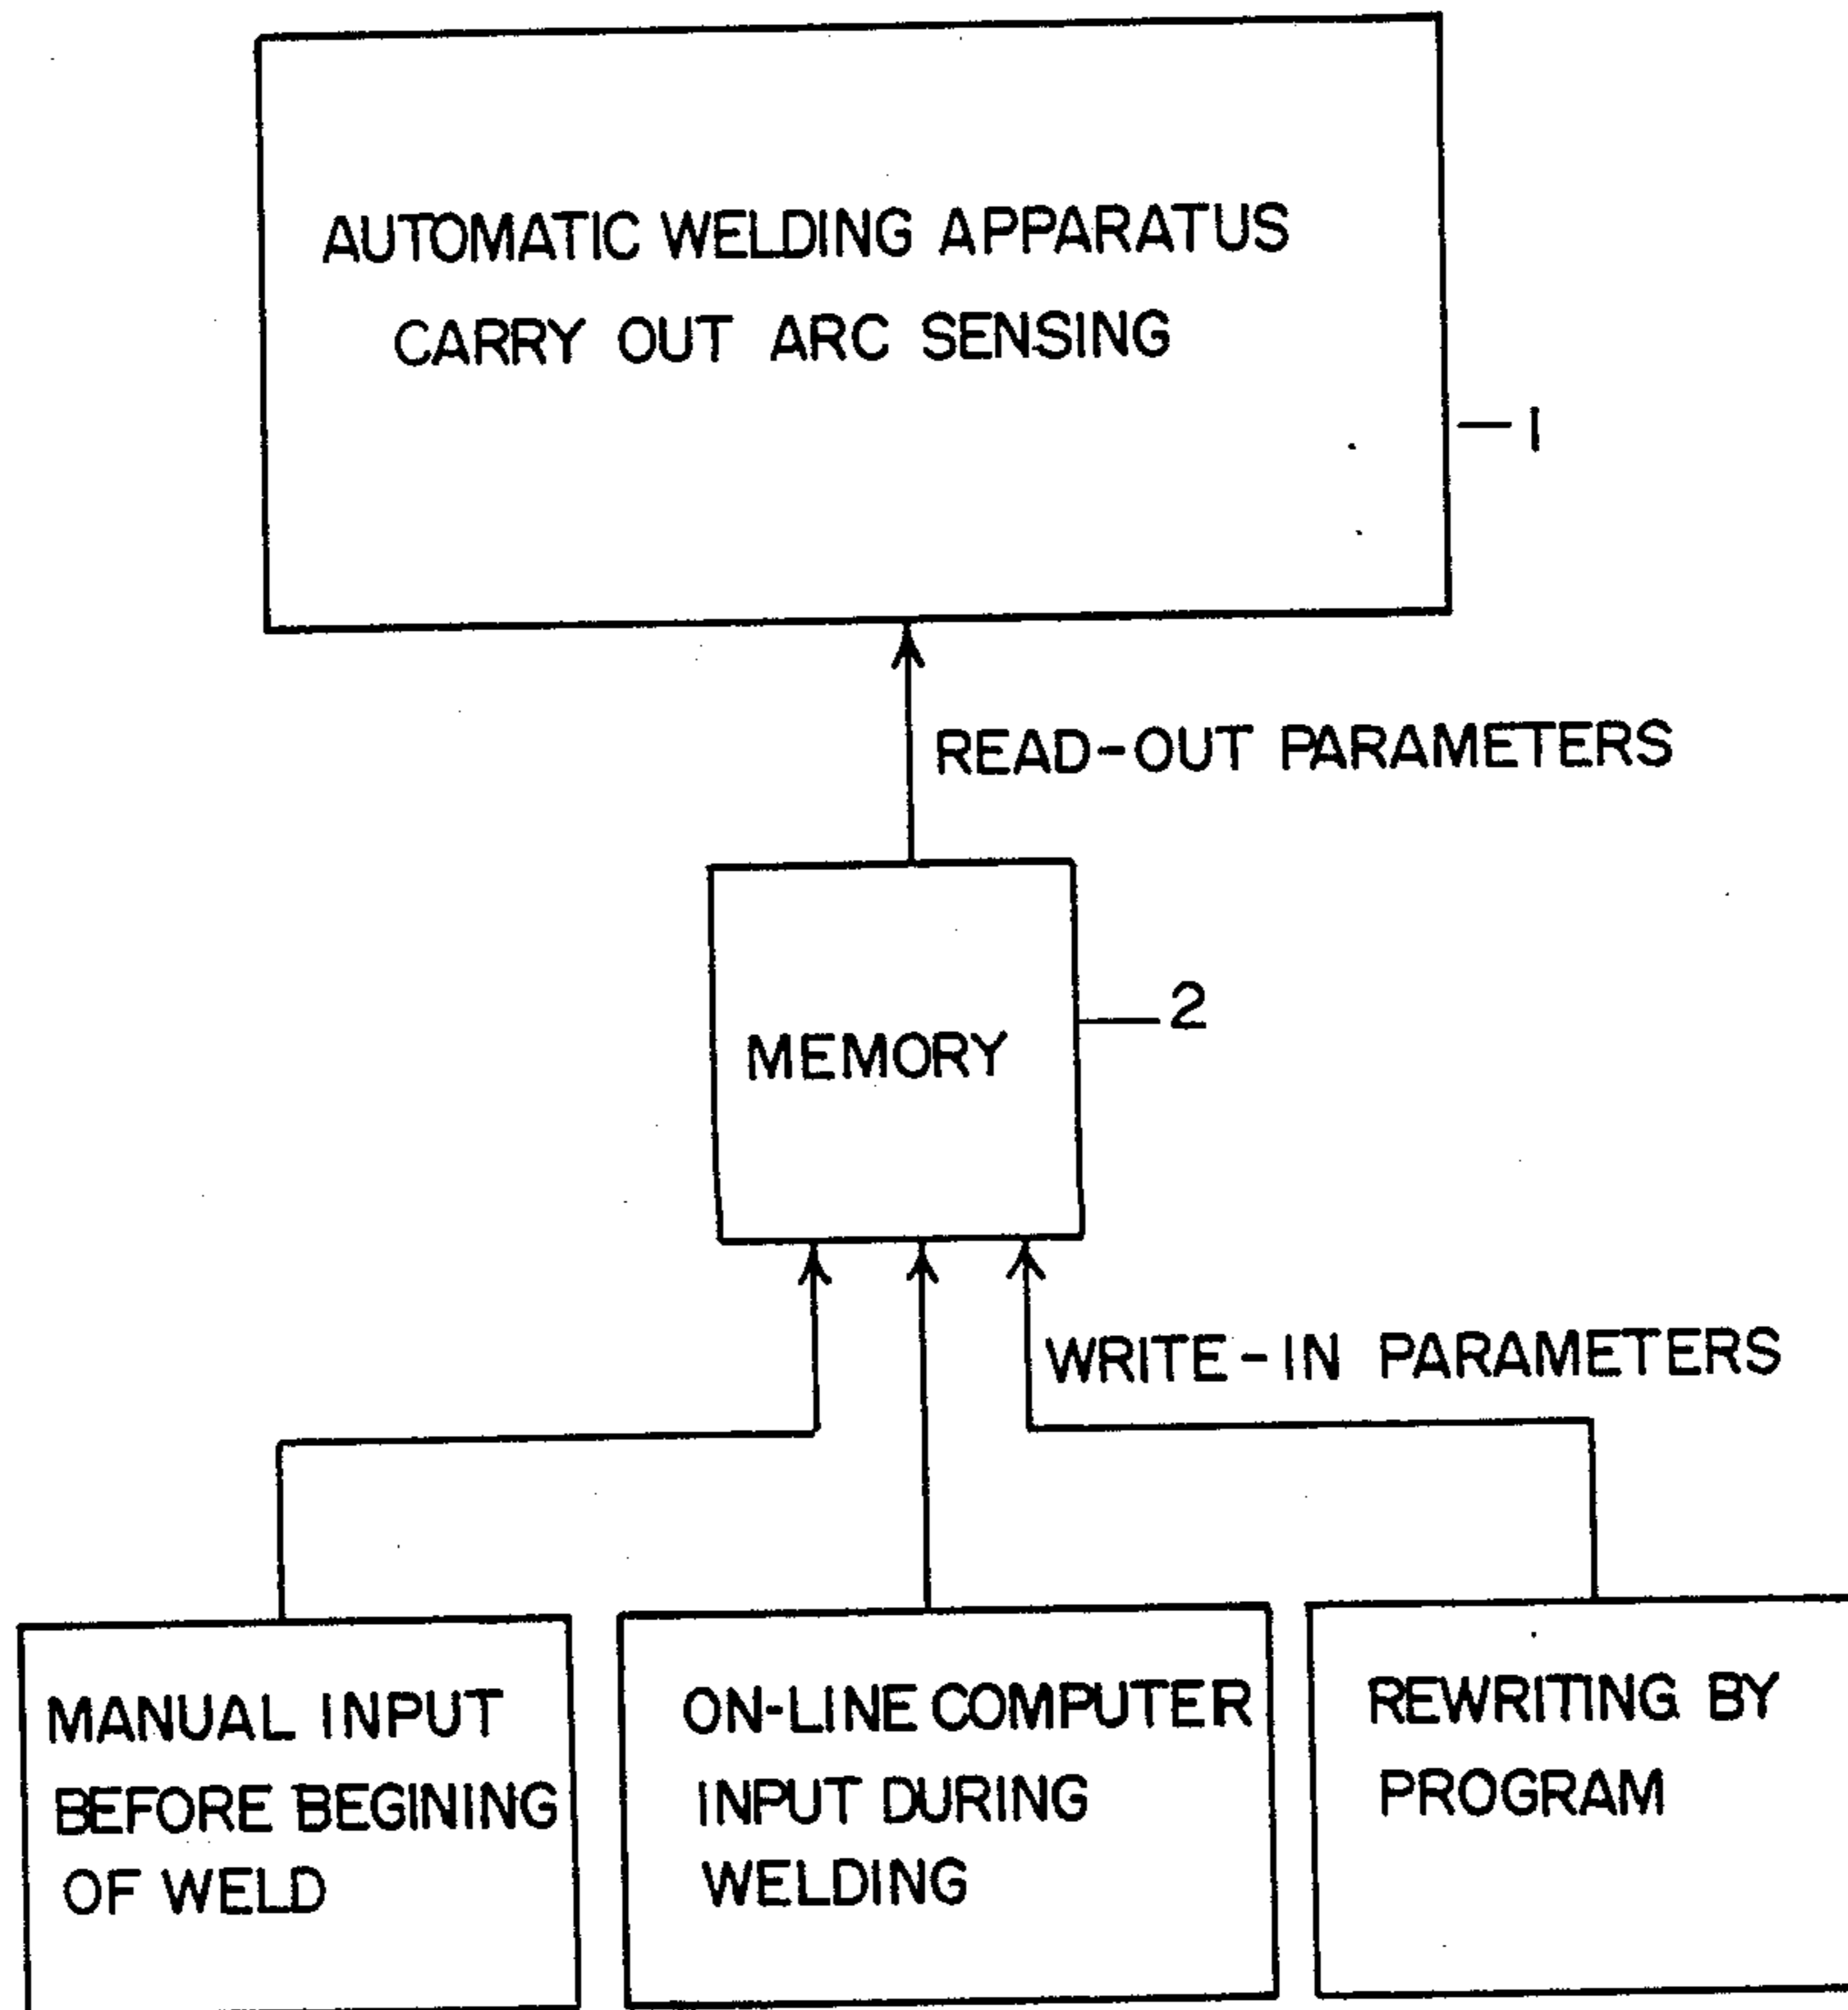 AUTOMATIC WELDING APPARATUS
CARRY OUT ARC SENSING
1
READ-OUT PARAMETERS
MEMORY
2
WRITE-IN PARAMETERS
MANUAL INPUT
BEFORE BEGINING
OF WELD
ON-LINE COMPUTER
INPUT DURING
WELDING
REWRITING BY
PROGRAM